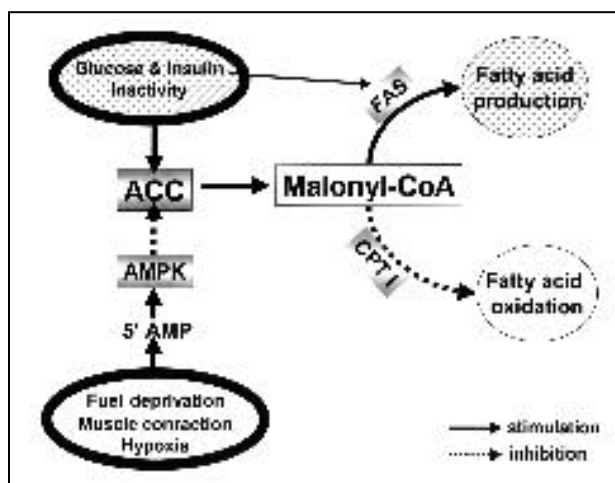 Glucose & Insulin
Inactivity
FAS
Fatty acid
production
ACC
Malonyl-CoA
CPT I
AMPK
Fatty acid
oxidation
5' AMP
Fuel deprivation
Muscle conraction
Hypoxia
stimulation
inhibition